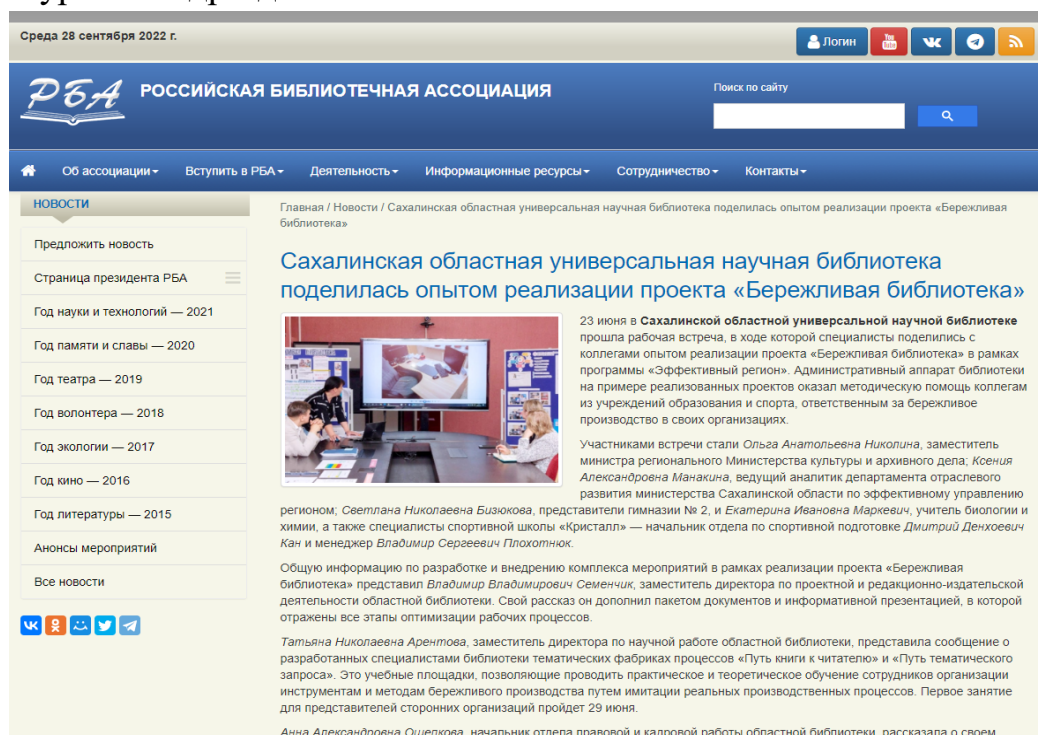 Среда 28 сентября 2022 г.
Логин
You Tube
РБА
РОССИЙСКАЯ БИБЛИОТЕЧНАЯ АССОЦИАЦИЯ
Поиск по сайту
Об ассоциации
Вступить в РБА
Деятельность
Информационные ресурсы
Сотрудничество
Контакты
НОВОСТИ
Предложить новость
Страница президента РБА
Год науки и технологий — 2021
Год памяти и славы — 2020
Год театра — 2019
Год волонтера — 2018
Год экологии — 2017
Год кино — 2016
Год литературы — 2015
Анонсы мероприятий
Все новости
Главная / Новости / Сахалинская областная универсальная научная библиотека поделилась опытом реализации проекта «Бережливая
библиотека»
Сахалинская областная универсальная научная библиотека
поделилась опытом реализации проекта «Бережливая библиотека»
23 июня в Сахалинской областной универсальной научной библиотеке
прошла рабочая встреча, в ходе которой специалисты поделились с
коллегами опытом реализации проекта «Бережливая библиотека» в рамках
программы «Эффективный регион». Административный аппарат библиотеки
на примере реализованных проектов оказал методическую помощь коллегам
из учреждений образования и спорта, ответственным за бережливое
производство в своих организациях.
Участниками встречи стали Ольга Анатольевна Николина, заместитель
министра регионального Министерства культуры и архивного дела; Ксения
Александровна Манакина, ведущий аналитик департамента отраслевого
развития министерства Сахалинской области по эффективному управлению
регионом; Светлана Николаевна Бизюкова, представители гимназии № 2, и Екатерина Ивановна Маркевич, учитель биологии и
химии, а также специалисты спортивной школы «Кристалл» — начальник отдела по спортивной подготовке Дмитрий Денхоевич
Кан и менеджер Владимир Сергеевич Плохотнюк.
Общую информацию по разработке и внедрению комплекса мероприятий в рамках реализации проекта «Бережливая
библиотека» представил Владимир Владимирович Семенчик, заместитель директора по проектной и редакционно-издательской
деятельности областной библиотеки. Свой рассказ он дополнил пакетом документов и информативной презентацией, в которой
отражены все этапы оптимизации рабочих процессов.
Татьяна Николаевна Арентова, заместитель директора по научной работе областной библиотеки, представила сообщение о
разработанных специалистами библиотеки тематических фабриках процессов «Путь книги к читателю» и «Путь тематического
запроса». Это учебные площадки, позволяющие проводить практическое и теоретическое обучение сотрудников организации
инструментам и методам бережливого производства путем имитации реальных производственных процессов. Первое занятие
для представителей сторонних организаций пройдет 29 июня.
Анна Александровна Ощепкова, начальник отдела правовой и кадровой работы областной библиотеки, рассказала о своем